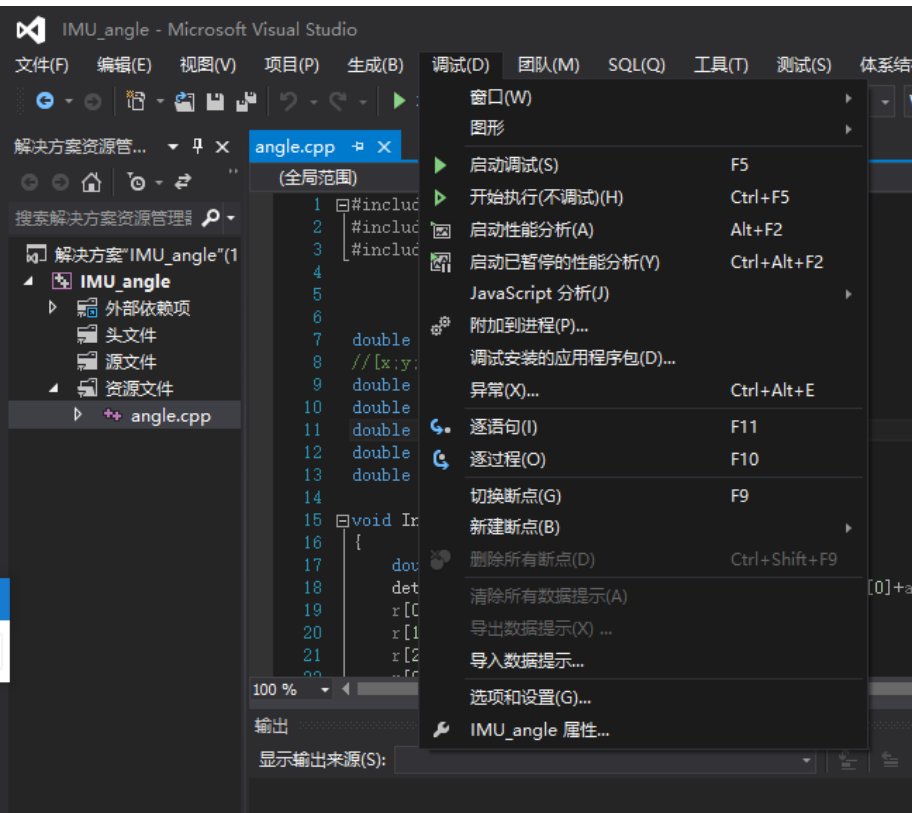 IMU_angle - Microsoft Visual Studio
文件(F) 编辑(E) 视图(V) 项目(P) 生成(B) 调试(D) 团队(M) SQL(Q) 工具(T) 测试(S) 体系结
解决方案资源管...
搜索解决方案资源管理
解决方案"IMU_angle"(1
IMU_angle
外部依赖项
头文件
源文件
资源文件
angle.cpp
angle.cpp
(全局范围)
1 #includ
2 #includ
3 #includ
4
5
6
7 double
8 //[x;y;
9 double
10 double
11 double
12 double
13 double
14
15 void In
16 {
17 dou
18 det [0]+a
19 r[0
20 r[1
21 r[2
22 r[0
100 %
窗口(W)
图形
启动调试(S) F5
开始执行(不调试)(H) Ctrl+F5
启动性能分析(A) Alt+F2
启动已暂停的性能分析(Y) Ctrl+Alt+F2
JavaScript 分析(J)
附加到进程(P)...
调试安装的应用程序包(D)...
异常(X)... Ctrl+Alt+E
逐语句(I) F11
逐过程(O) F10
切换断点(G) F9
新建断点(B)
删除所有断点(D) Ctrl+Shift+F9
清除所有数据提示(A)
导出数据提示(X) ...
导入数据提示...
选项和设置(G)...
IMU_angle 属性...
输出
显示输出来源(S):